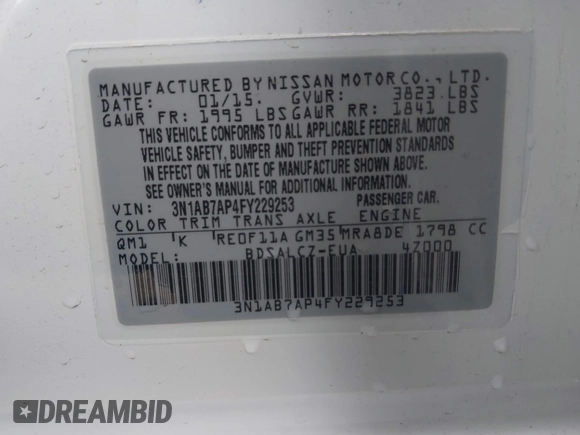 MANUFACTURED BY NISSAN MOTOR CO., LTD.
DATE: 01/15. GVWR: 3823 LBS
GAWR FR: 1995 LBS GAWR RR: 1841 LBS
THIS VEHICLE CONFORMS TO ALL APPLICABLE FEDERAL MOTOR
VEHICLE SAFETY, BUMPER AND THEFT PREVENTION STANDARDS
IN EFFECT ON THE DATE OF MANUFACTURE SHOWN ABOVE.
SEE OWNER'S MANUAL FOR ADDITIONAL INFORMATION.
VIN: 3N1AB7AP4FY229253 PASSENGER CAR.
COLOR TRIM TRANS AXLE ENGINE
QM1 K RE0F11A GM35 MRA8DE 1798 CC
MODEL: BDSALCZ-EUA 4Z000
3N1AB7AP4FY229253
DREAMBID